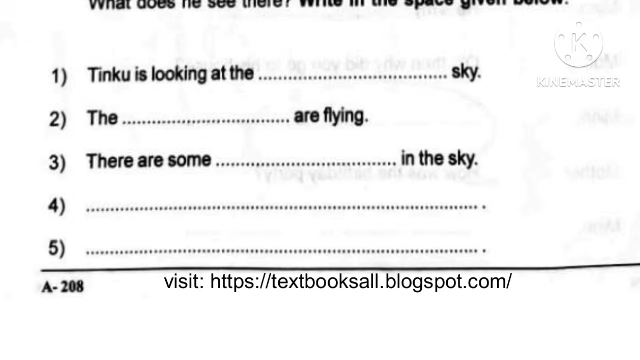 What does he see there? Write in the space given below.
1) Tinku is looking at the .......................................... sky.
2) The ..................................... are flying.
3) There are some ........................................ in the sky.
4) ........................................................................................ .
5) ........................................................................................ .
A- 208
visit: https://textbooksall.blogspot.com/
KINEMASTER